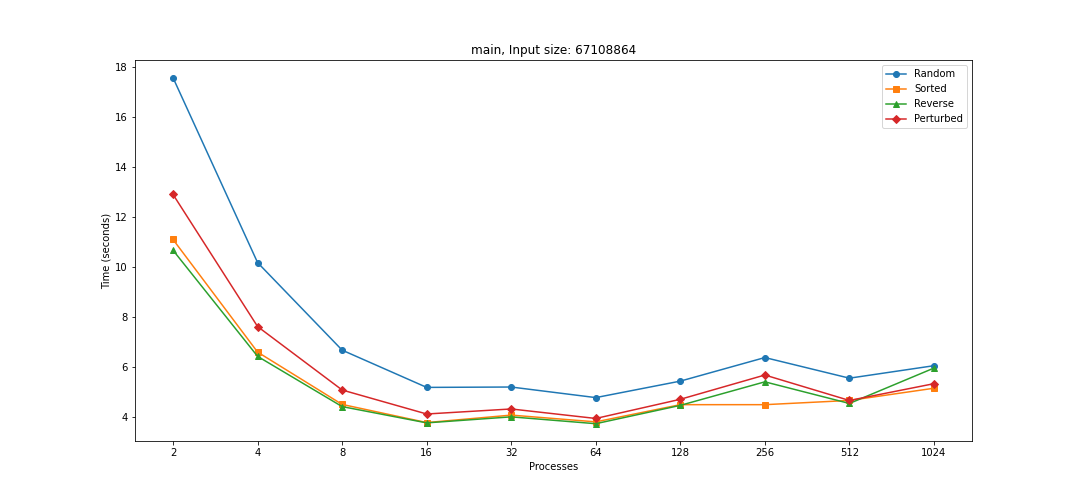 main, Input size: 67108864
18
16
14
12
10
8
6
4
Time (seconds)
Random
Sorted
Reverse
Perturbed
2 4 8 16 32 64 128 256 512 1024
Processes